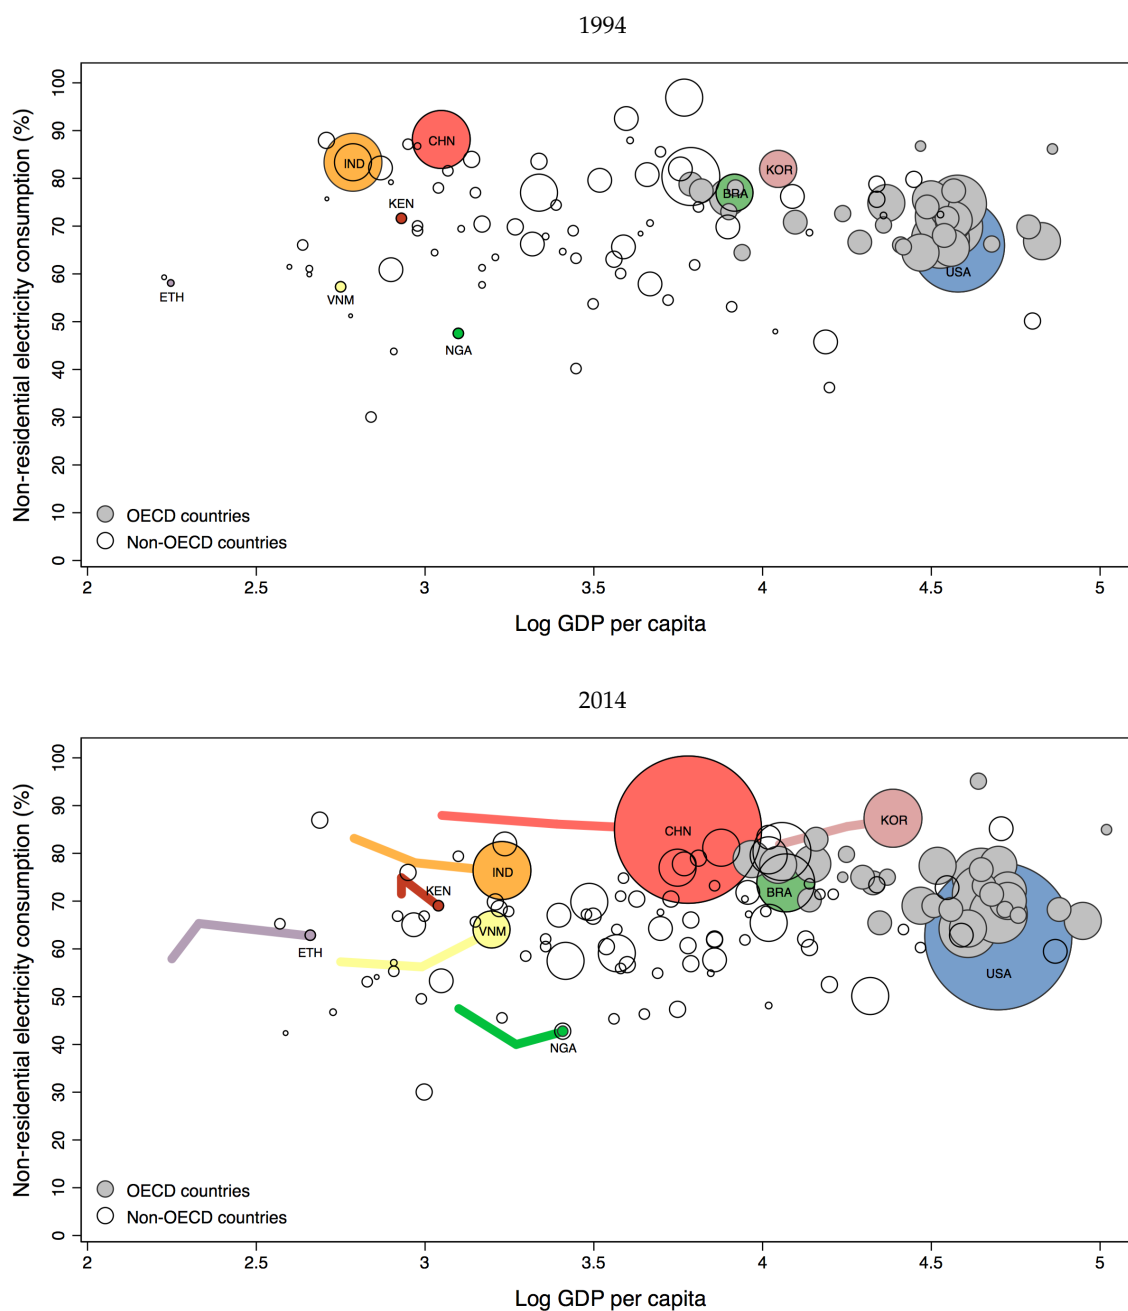 1994
Non-residential electricity consumption (%)
100
90
80
70
60
50
40
30
20
10
0
IND
CHN
KEN
ETH
VNM
NGA
BRA
KOR
USA
OECD countries
Non-OECD countries
2
2.5
3
3.5
4
4.5
5
Log GDP per capita
2014
Non-residential electricity consumption (%)
100
90
80
70
60
50
40
30
20
10
0
CHN
KOR
IND
KEN
BRA
VNM
ETH
USA
NGA
OECD countries
Non-OECD countries
2
2.5
3
3.5
4
4.5
5
Log GDP per capita